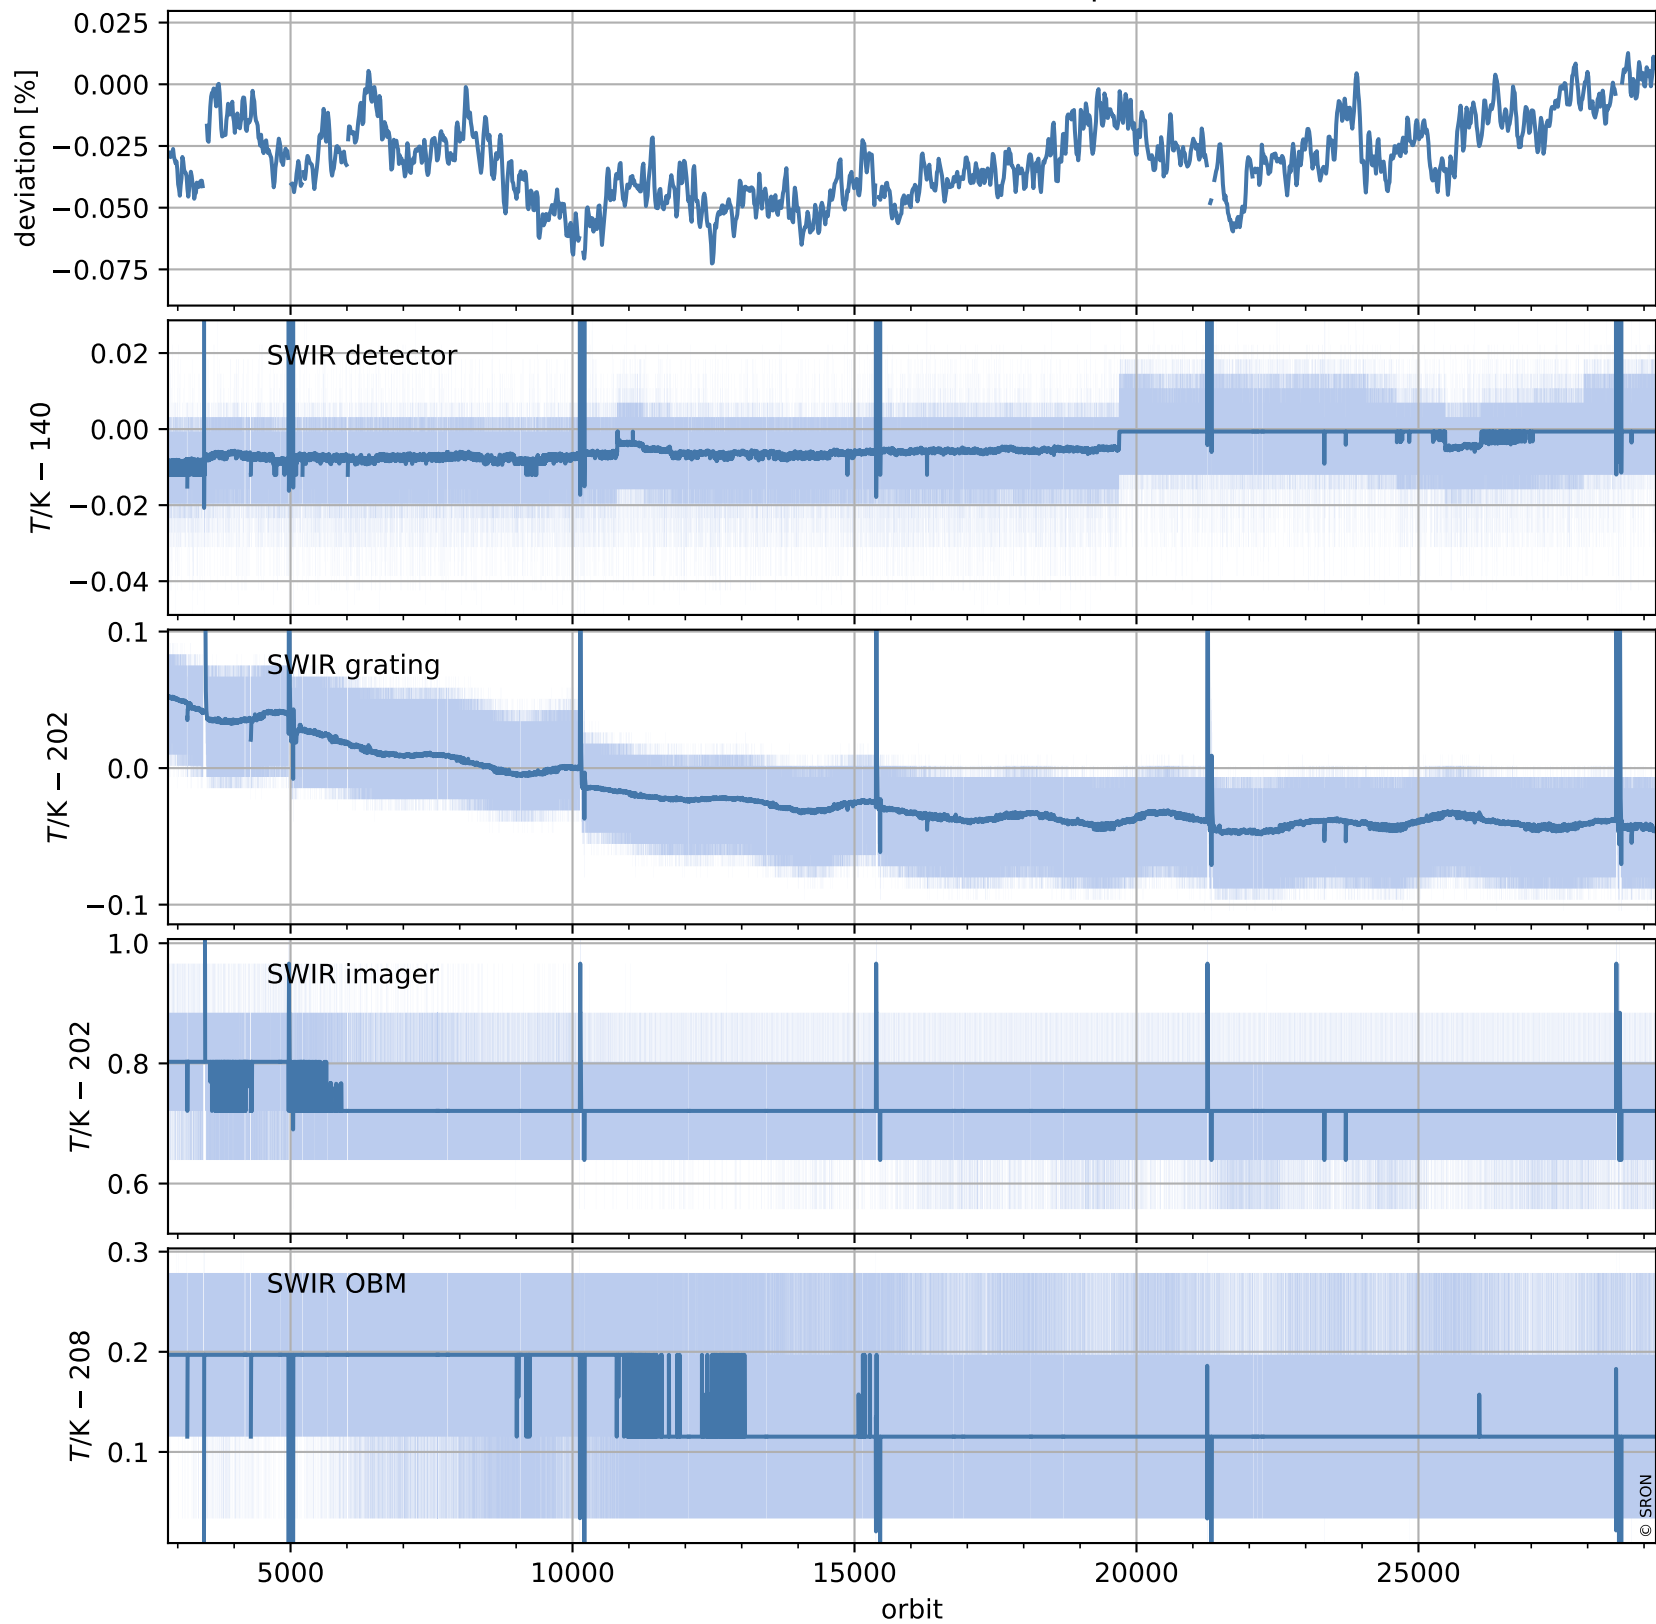 0.025
0.000
−0.025
−0.050
−0.075
deviation [%]
SWIR detector
0.02
0.00
−0.02
−0.04
T/K − 140
SWIR grating
0.1
0.0
−0.1
T/K − 202
SWIR imager
1.0
0.8
0.6
T/K − 202
SWIR OBM
0.3
0.2
0.1
T/K − 208
© SRON
5000 10000 15000 20000 25000
orbit